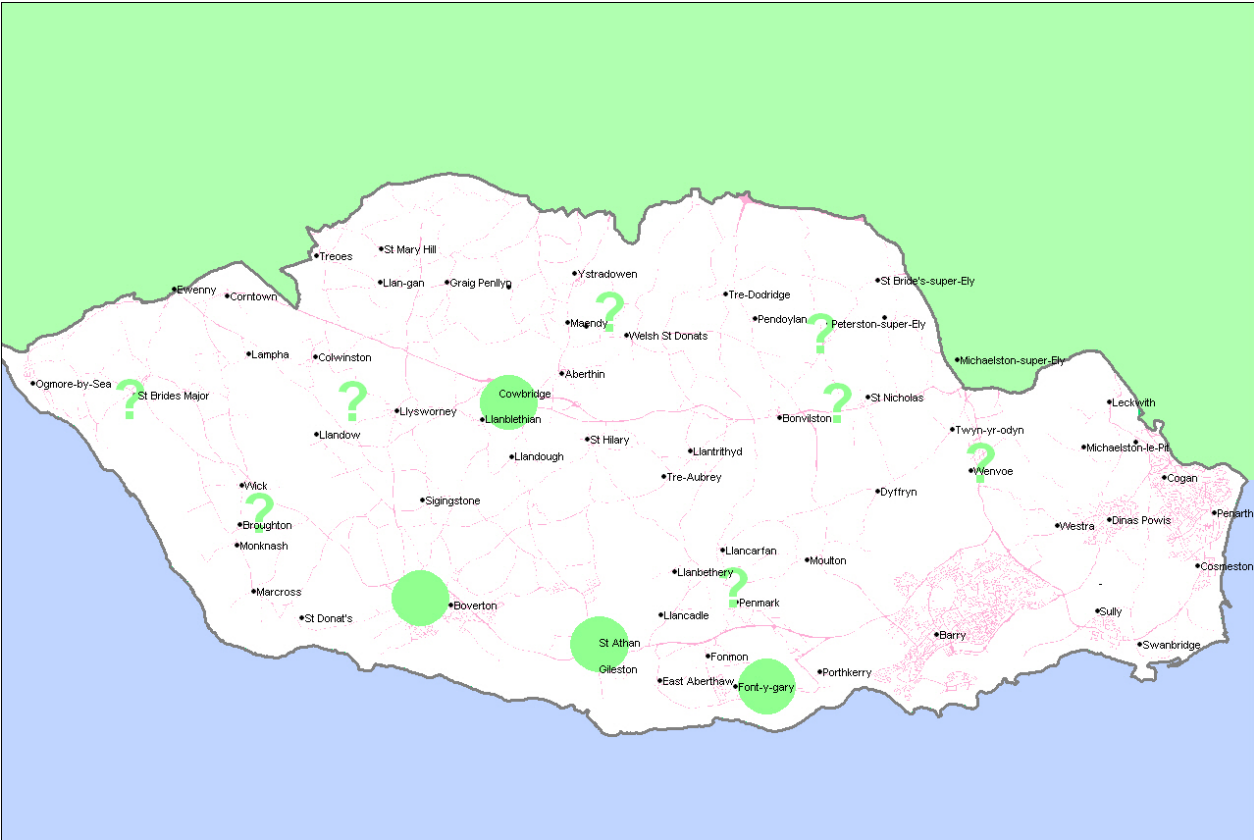 St Mary Hill
Treoes
Ystradowen
Llan-gan
Graig Penllyn
St Bride's-super-Ely
Ewenny
Corntown
Tre-Dodridge
?
Maendy
Pendoylan
?
Peterston-super-Ely
Welsh St Donats
Lampha
Colwinston
Michaelston-super-Ely
Aberthin
Ogmore-by-Sea
?
St Brides Major
?
Cowbridge
?
St Nicholas
Leckwith
Llysworney
Llanblethian
Bonvilston
Llandow
Twyn-yr-odyn
St Hilary
Michaelston-le-Pit
Llandough
Llantrithyd
?
Wenvoe
Tre-Aubrey
Cogan
Wick
Dyffryn
Sigingstone
?
Penarth
Broughton
Westra
Dinas Powis
Monknash
Llancarfan
Moulton
Cosmeston
Llanbethery
?
Marcross
Penmark
Boverton
Sully
St Donat's
Llancadle
Barry
St Athan
Swanbridge
Fonmon
Gileston
Porthkerry
East Aberthaw
Font-y-gary